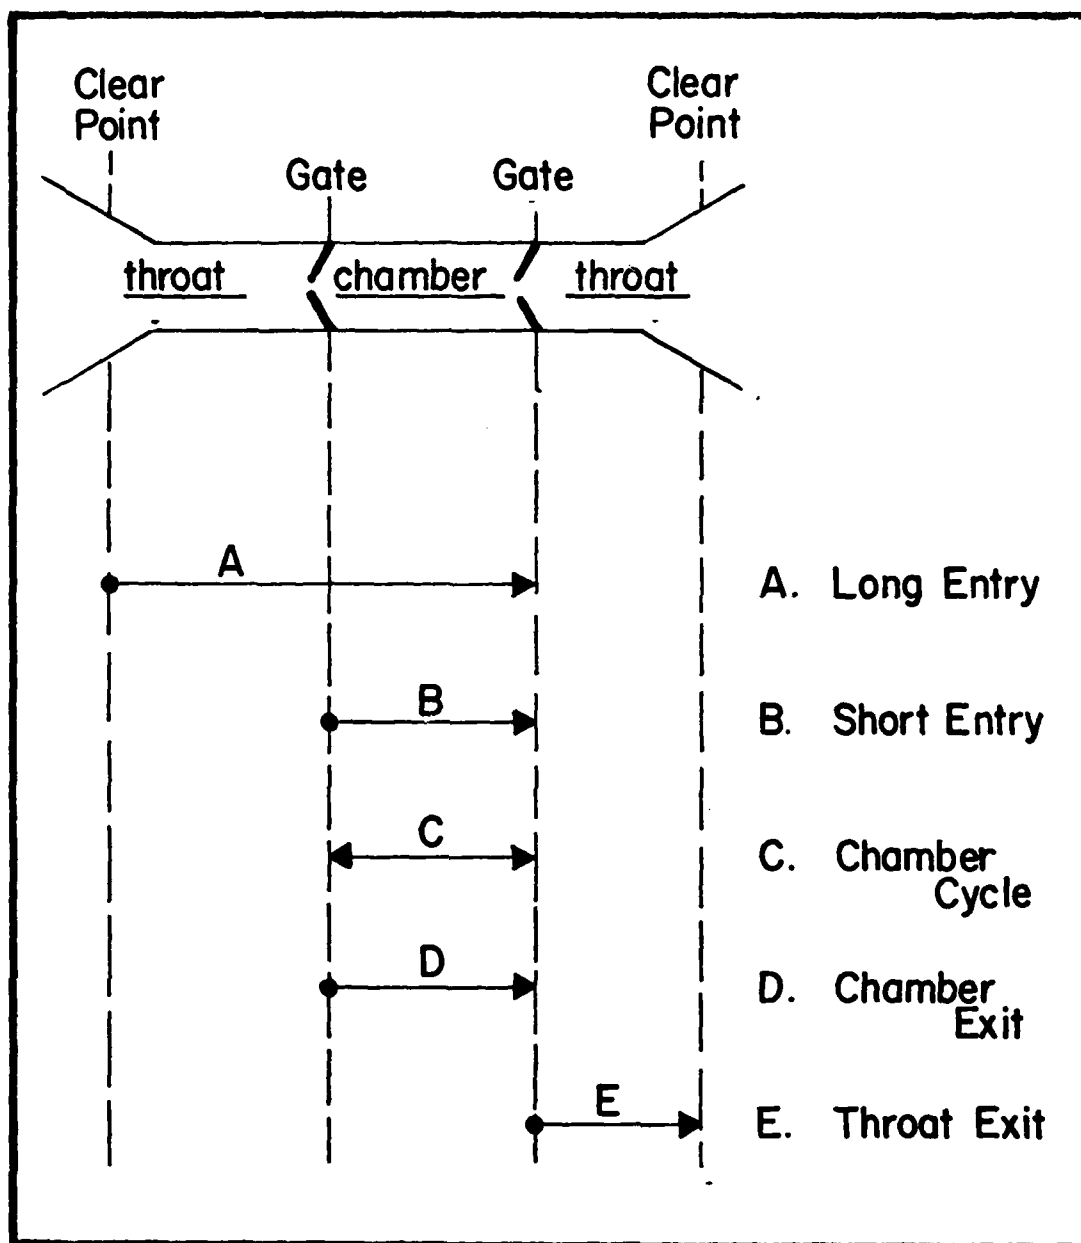 Clear Point
Clear Point
Gate
Gate
throat
chamber
throat
A
A. Long Entry
B
B. Short Entry
C
C. Chamber Cycle
D
D. Chamber Exit
E
E. Throat Exit